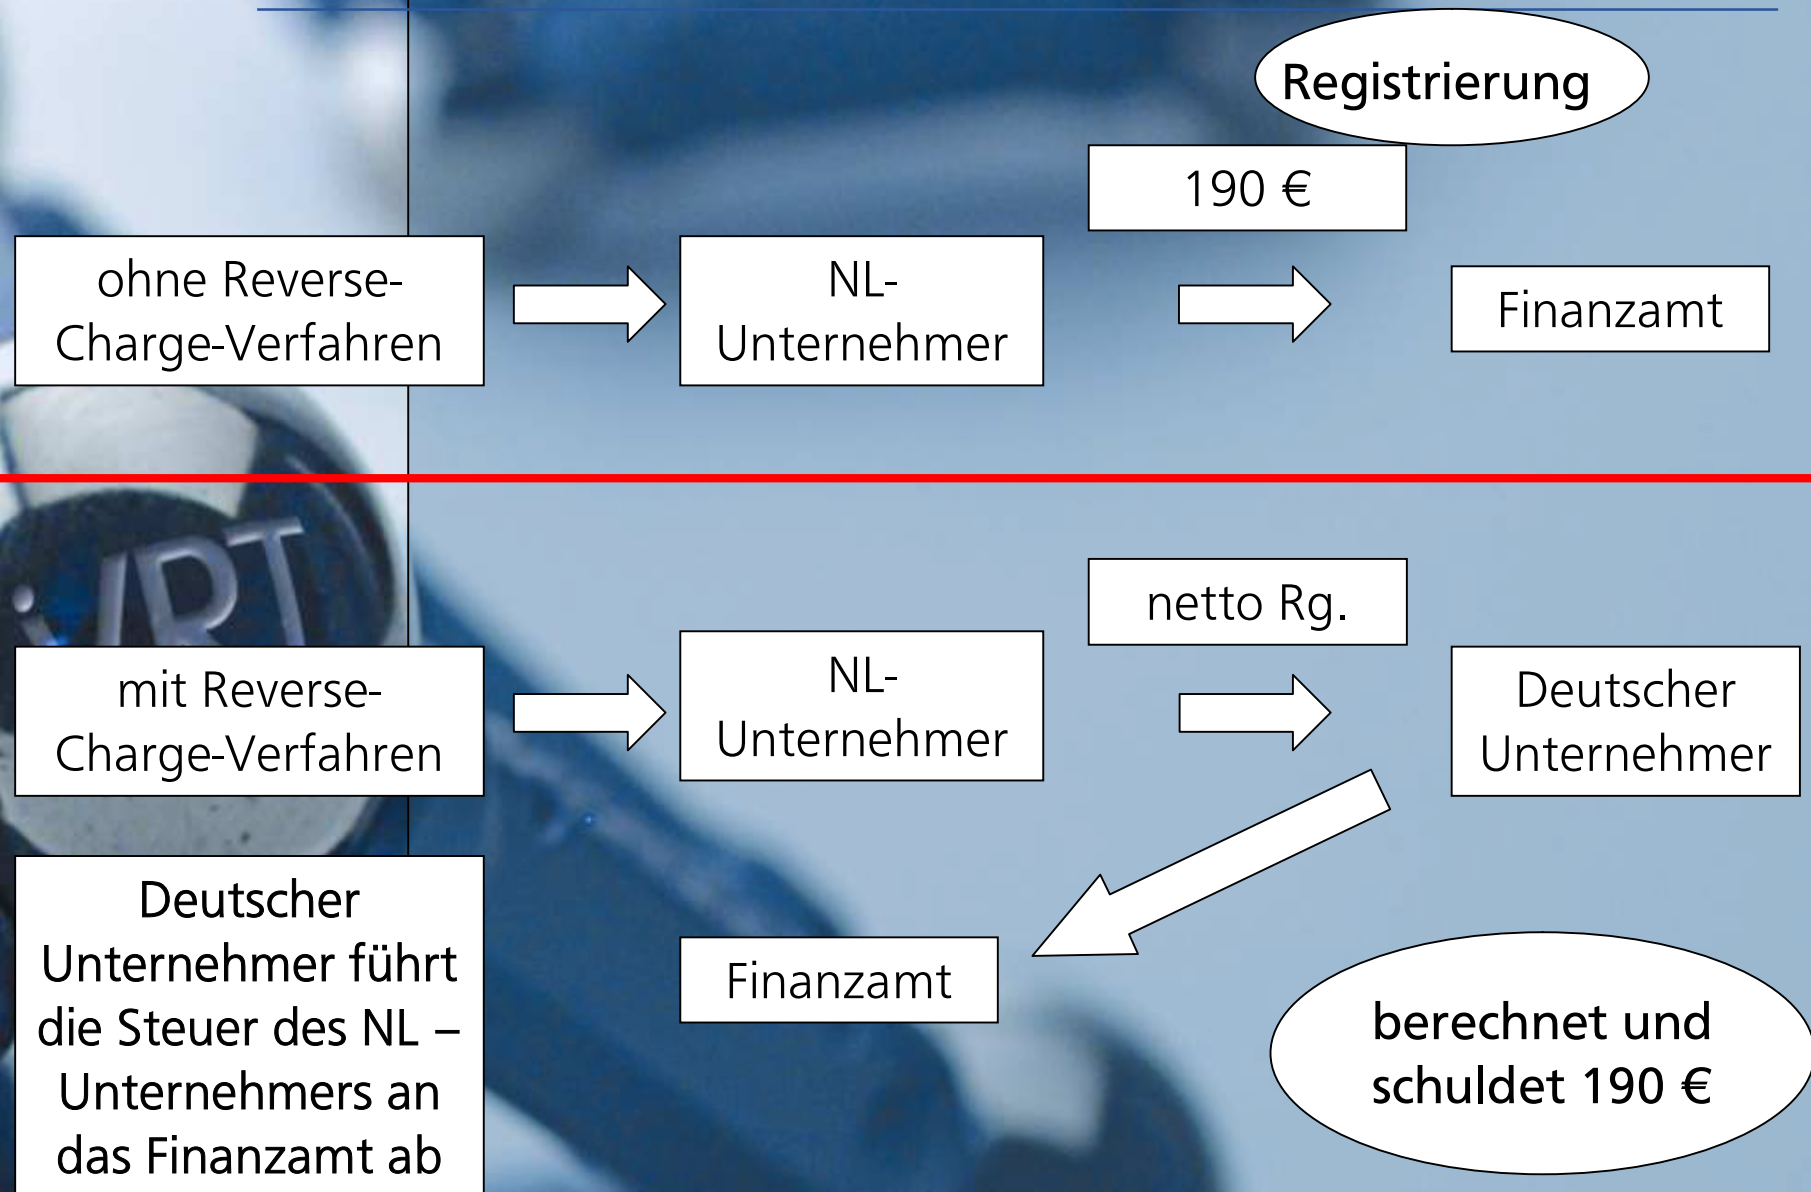 Registrierung
190 €
ohne Reverse-
Charge-Verfahren
NL-
Unternehmer
Finanzamt
VRT
netto Rg.
mit Reverse-
Charge-Verfahren
NL-
Unternehmer
Deutscher
Unternehmer
Deutscher
Unternehmer führt
die Steuer des NL –
Unternehmers an
das Finanzamt ab
Finanzamt
berechnet und
schuldet 190 €